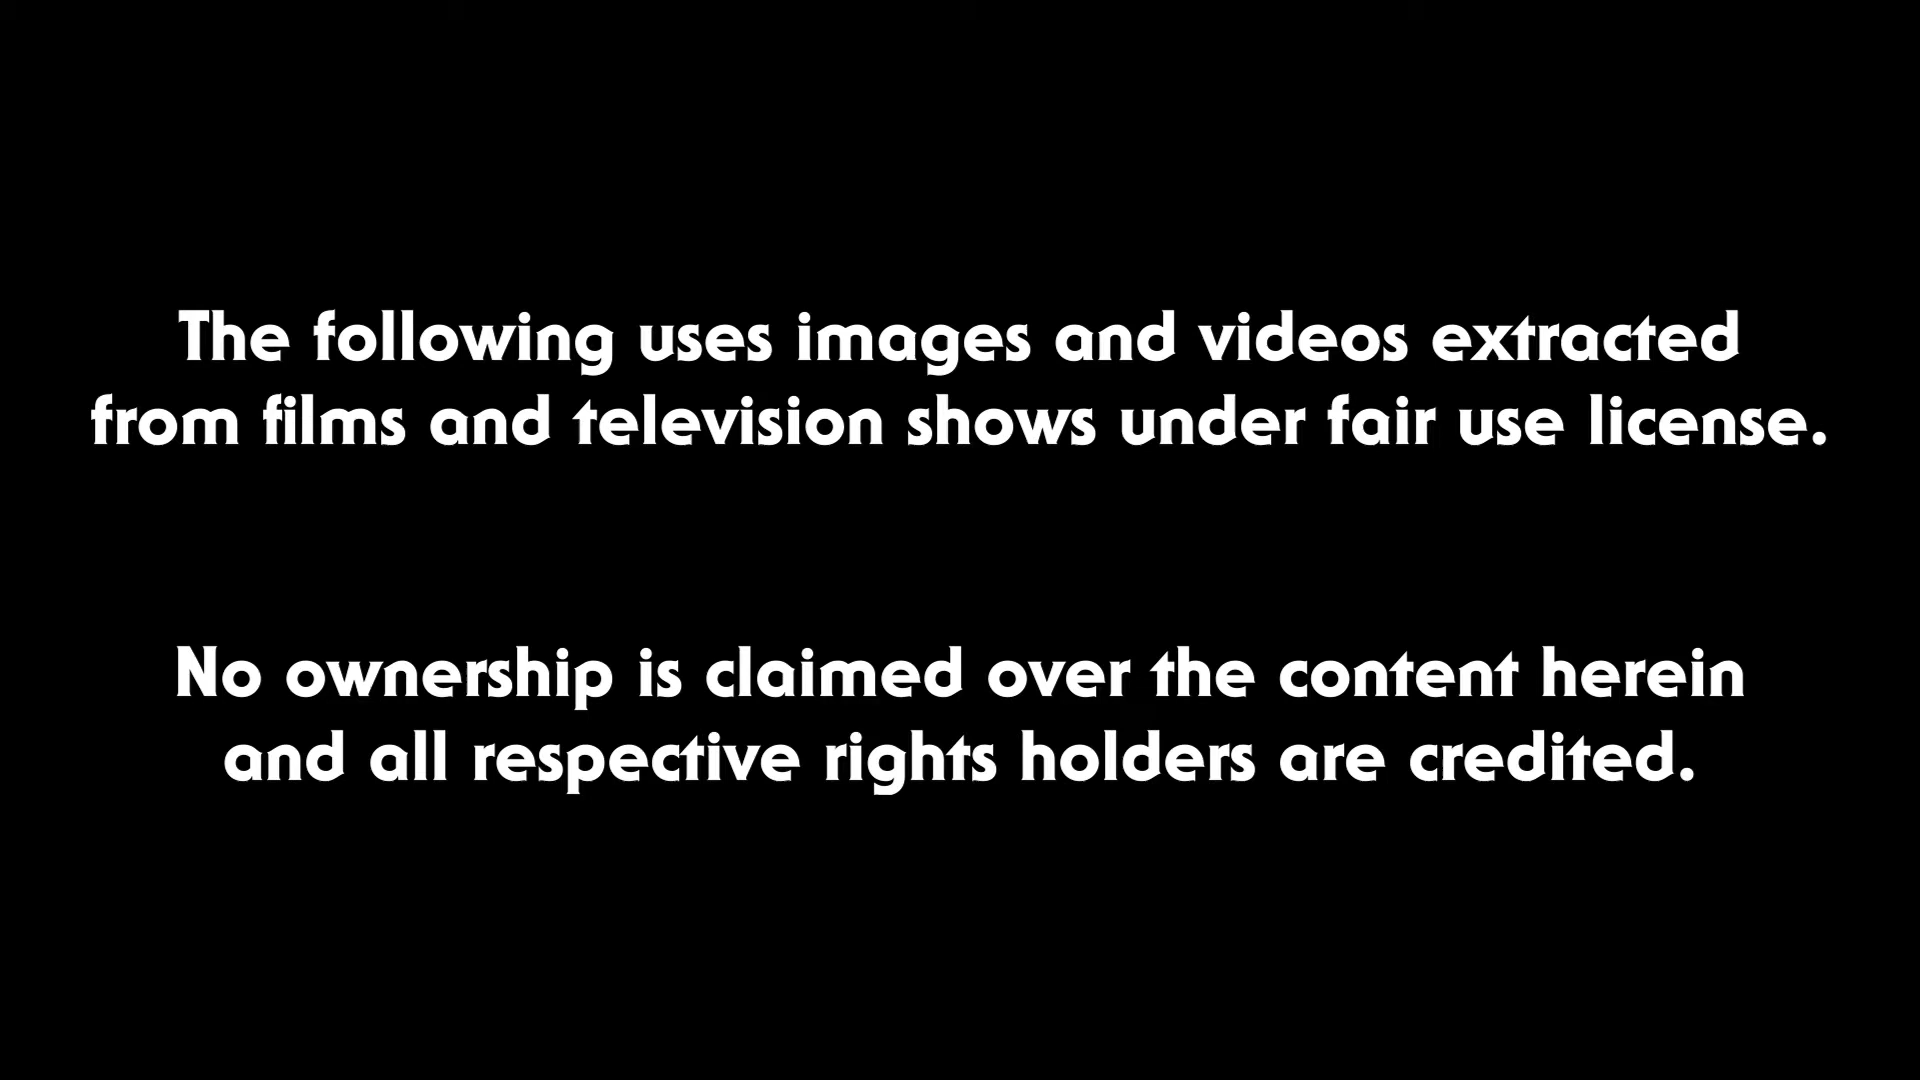 The following uses images and videos extracted
from films and television shows under fair use license.
No ownership is claimed over the content herein
and all respective rights holders are credited.